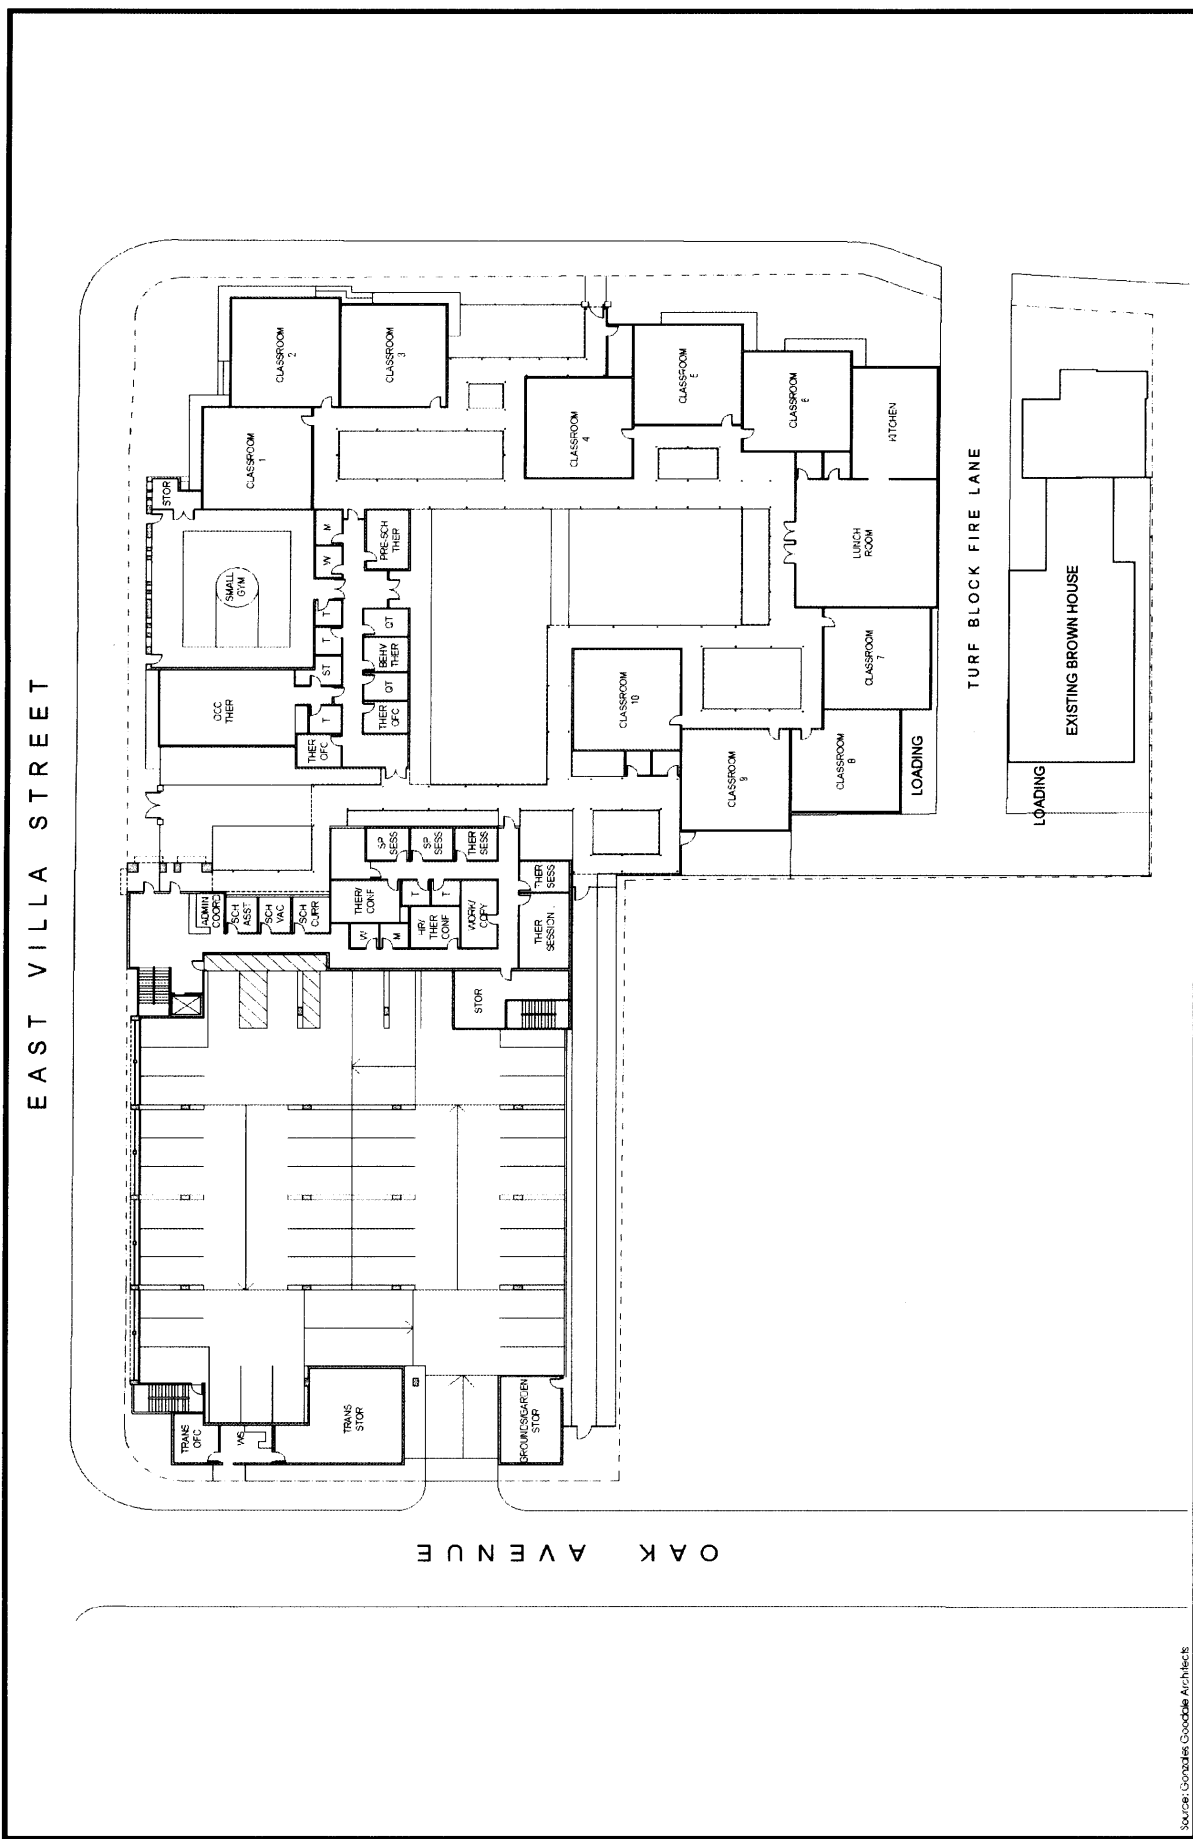 EAST VILLA STREET
OAK AVENUE
TURF BLOCK FIRE LANE
CLASSROOM
2
CLASSROOM
3
CLASSROOM
1
STOR
SMALL
GYM
M
W
T
T
ST
T
THER
OFC
OCC
THER
PRE-SCH
THER
QT
BEHV
THER
QT
THER
OFC
CLASSROOM
4
CLASSROOM
5
CLASSROOM
6
KITCHEN
LUNCH
ROOM
CLASSROOM
7
CLASSROOM
8
CLASSROOM
9
CLASSROOM
10
LOADING
EXISTING BROWN HOUSE
LOADING
ADMIN
COORD
SCH
ASST
SCH
VAC
SCH
CURR
THER/
CONF
SP
SESS
SP
SESS
THER
SESS
T
T
W
M
HR/
THER
CONF
WORK/
COPY
THER
SESS
THER
SESSION
STOR
TRANS
OFC
WS
TRANS
STOR
GROUNDS/GARDEN
STOR
Source: Gonzales Goodale Architects